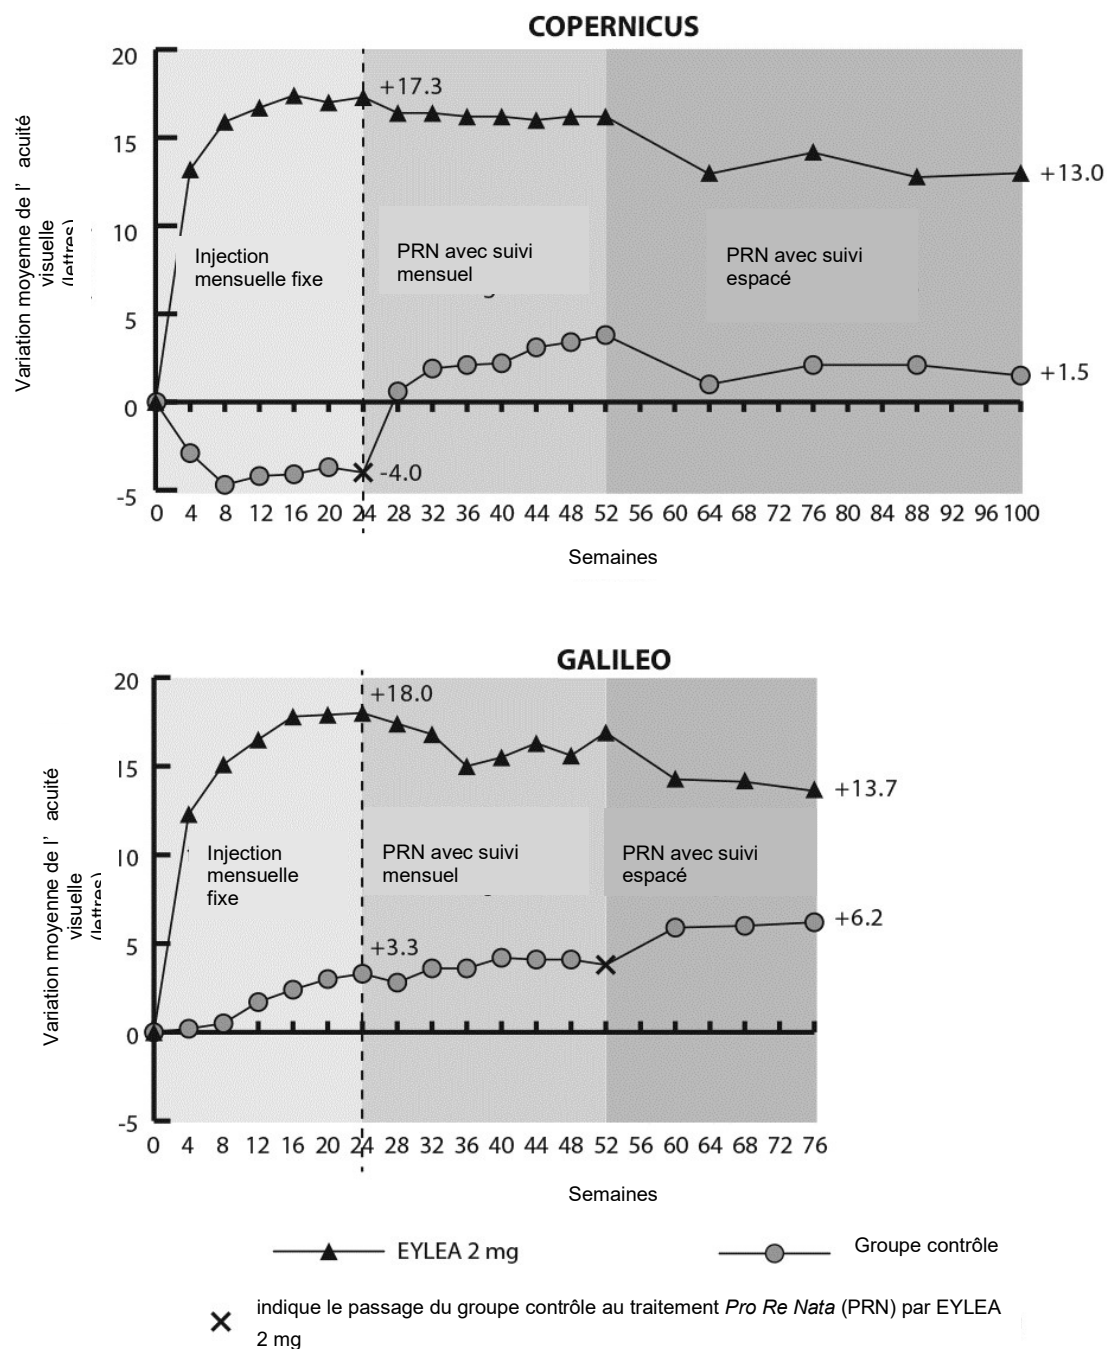 COPERNICUS
Variation moyenne de l’ acuité
visuelle
20
15
10
5
0
-5
+17.3
+13.0
+1.5
-4.0
Injection
mensuelle fixe
PRN avec suivi
mensuel
PRN avec suivi
espacé
0 4 8 12 16 20 24 28 32 36 40 44 48 52 56 60 64 68 72 76 80 84 88 92 96 100
Semaines
GALILEO
Variation moyenne de l’ acuité
visuelle
20
15
10
5
0
-5
+18.0
+13.7
+6.2
+3.3
Injection
mensuelle
fixe
PRN avec suivi
mensuel
PRN avec suivi
espacé
0 4 8 12 16 20 24 28 32 36 40 44 48 52 56 60 64 68 72 76
Semaines
EYLEA 2 mg
Groupe contrôle
indique le passage du groupe contrôle au traitement Pro Re Nata (PRN) par EYLEA
2 mg